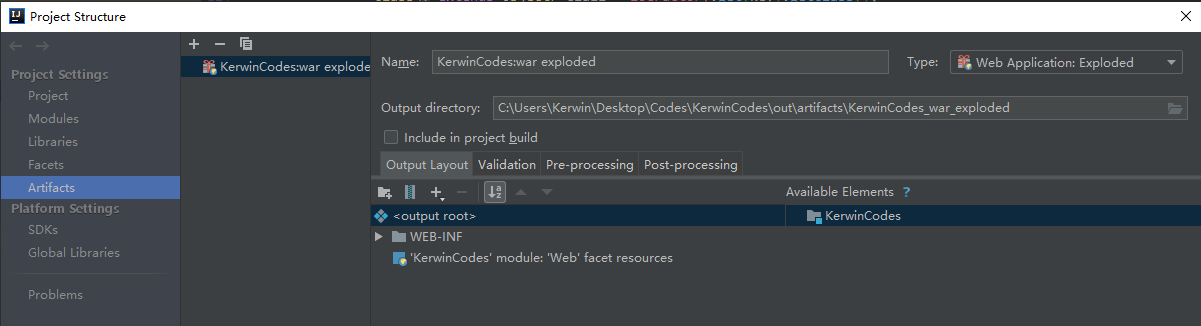 Project Structure
Project Settings
Project
Modules
Libraries
Facets
Artifacts
Platform Settings
SDKs
Global Libraries
Problems
KerwinCodes:war explode
Name: KerwinCodes:war exploded
Type: Web Application: Exploded
Output directory: C:\Users\Kerwin\Desktop\Codes\KerwinCodes\out\artifacts\KerwinCodes_war_exploded
Include in project build
Output Layout Validation Pre-processing Post-processing
Available Elements ?
<output root>
KerwinCodes
WEB-INF
'KerwinCodes' module: 'Web' facet resources